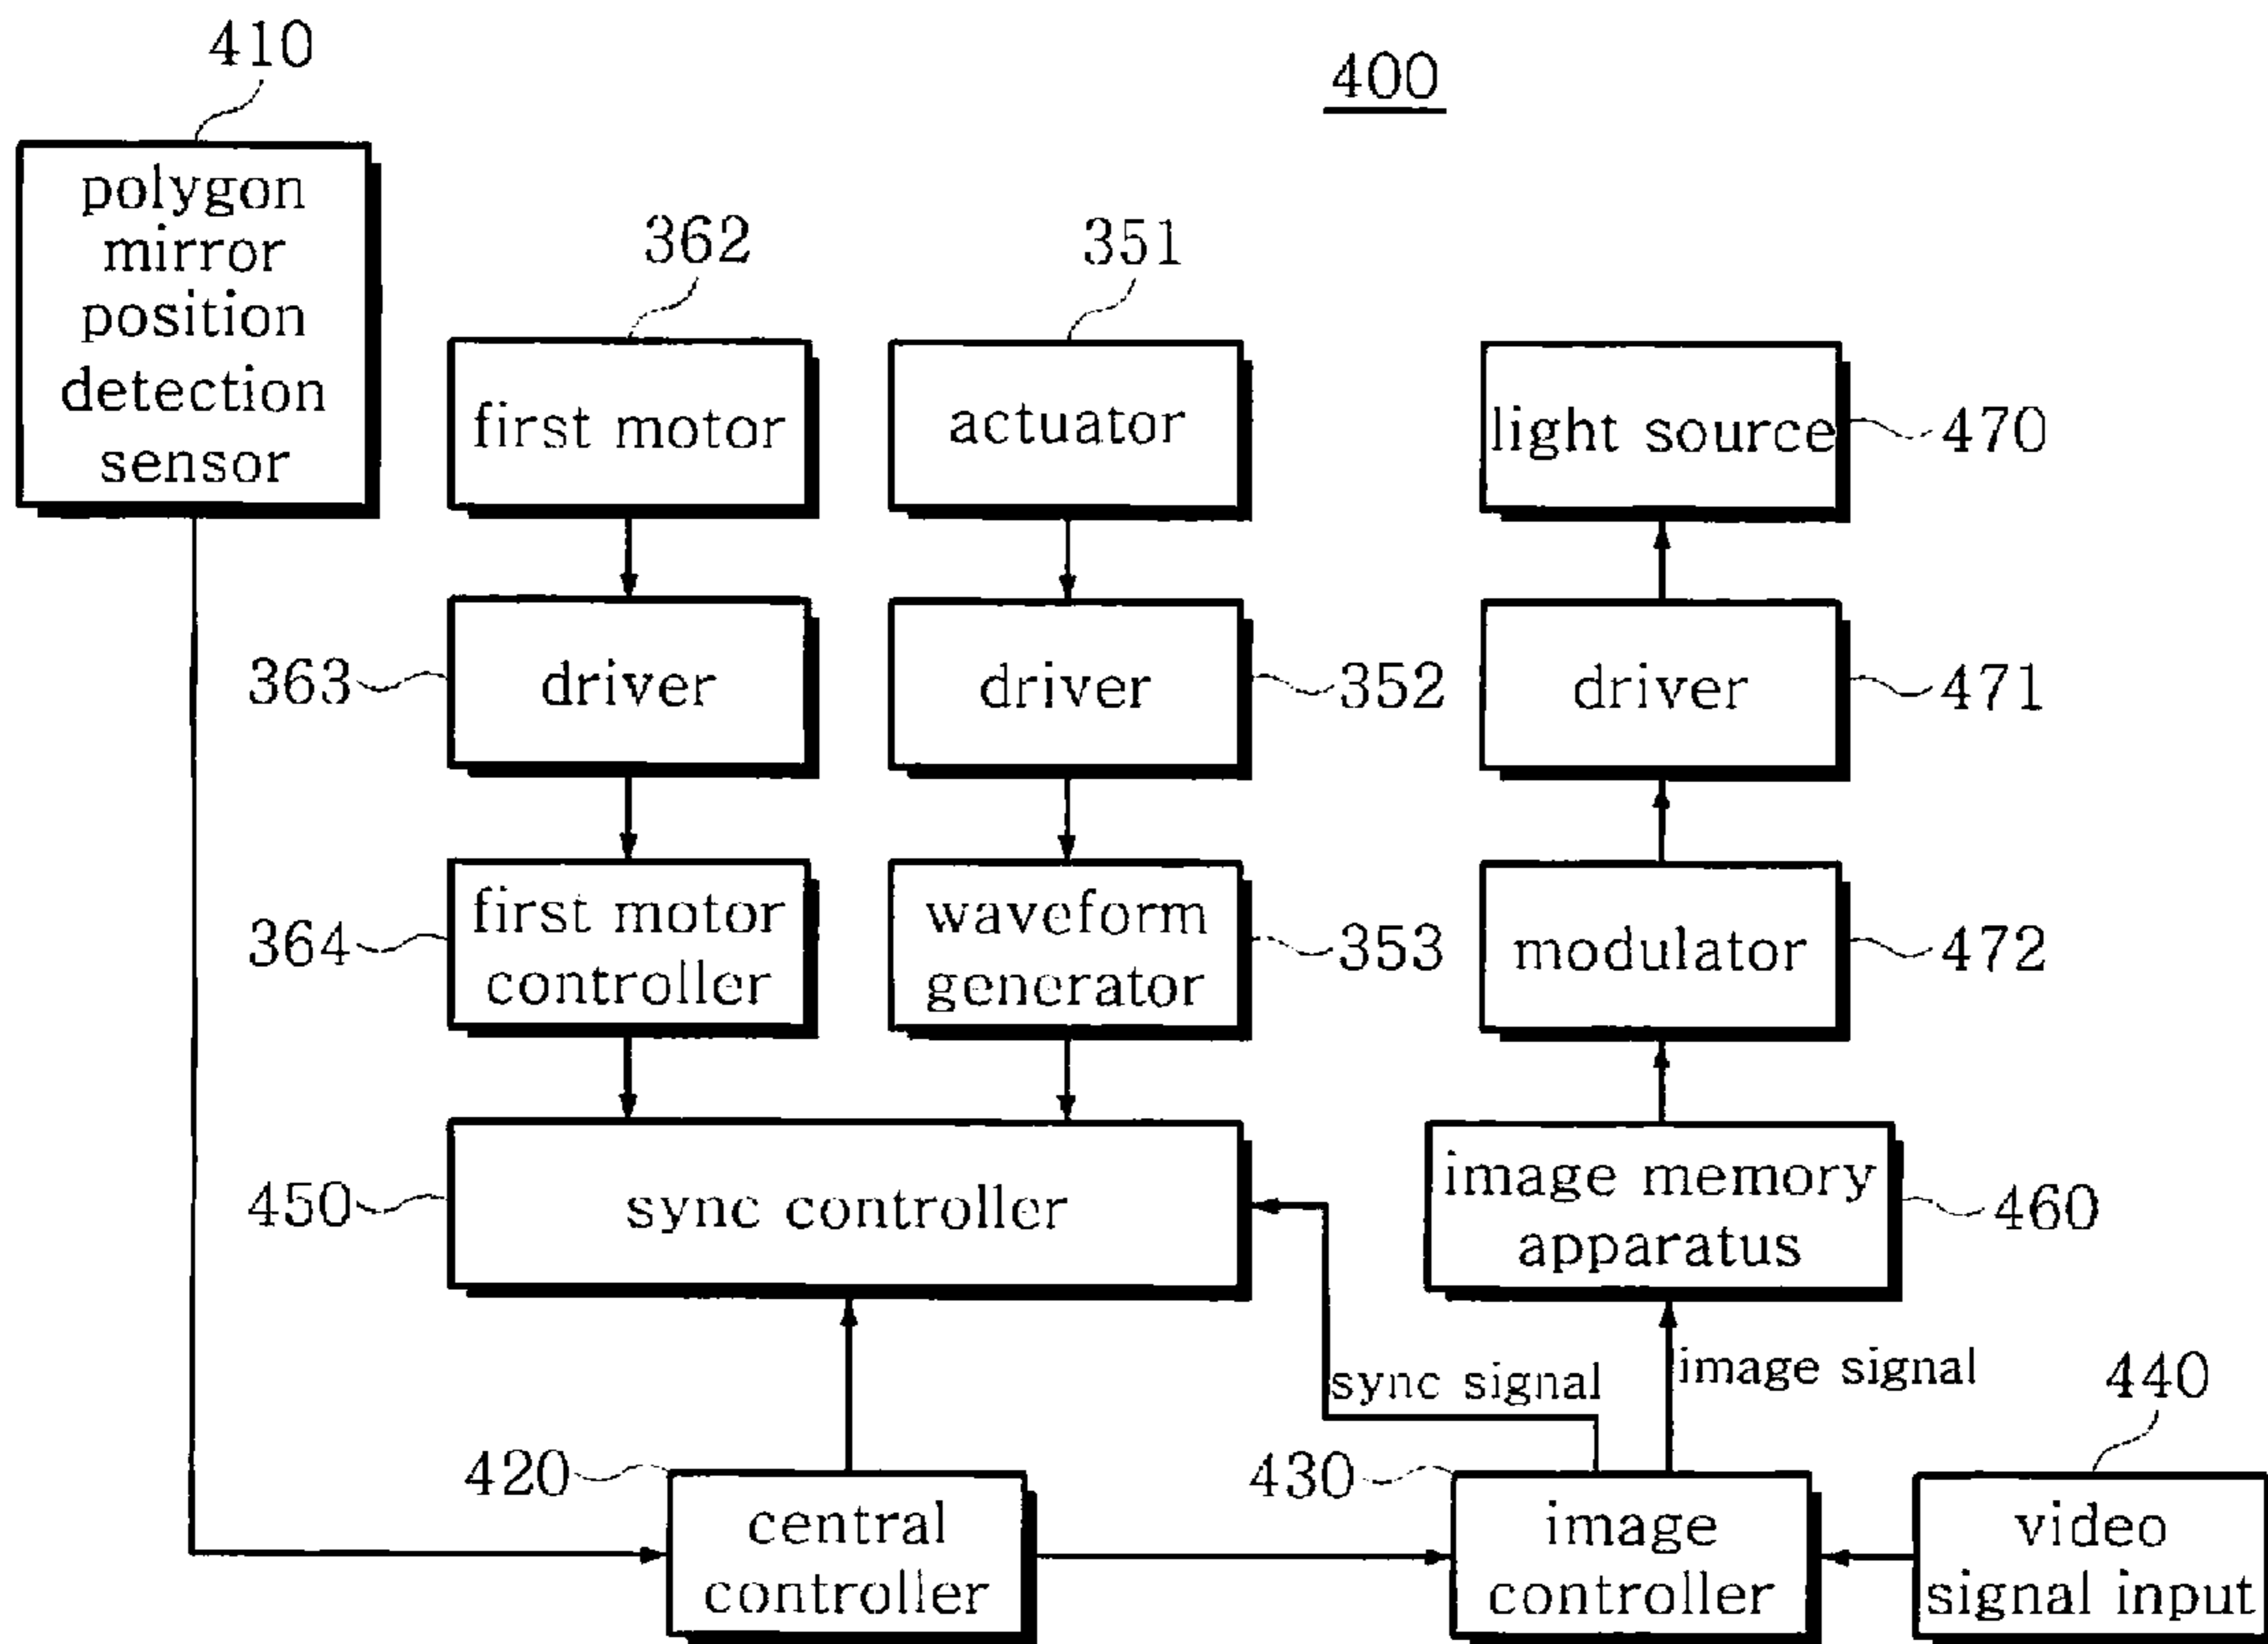 410
400
polygon
mirror
position
detection
sensor
362
351
first motor
actuator
light source
470
363
driver
driver
352
driver
471
364
first motor
controller
waveform
generator
353
modulator
472
450
sync controller
image memory
apparatus
460
sync signal
image signal
440
420
central
controller
430
image
controller
video
signal input